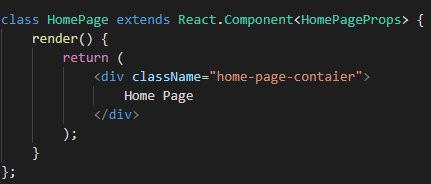 class HomePage extends React.Component<HomePageProps> {
    render() {
        return (
            <div className="home-page-contaier">
                Home Page
            </div>
        );
    }
};